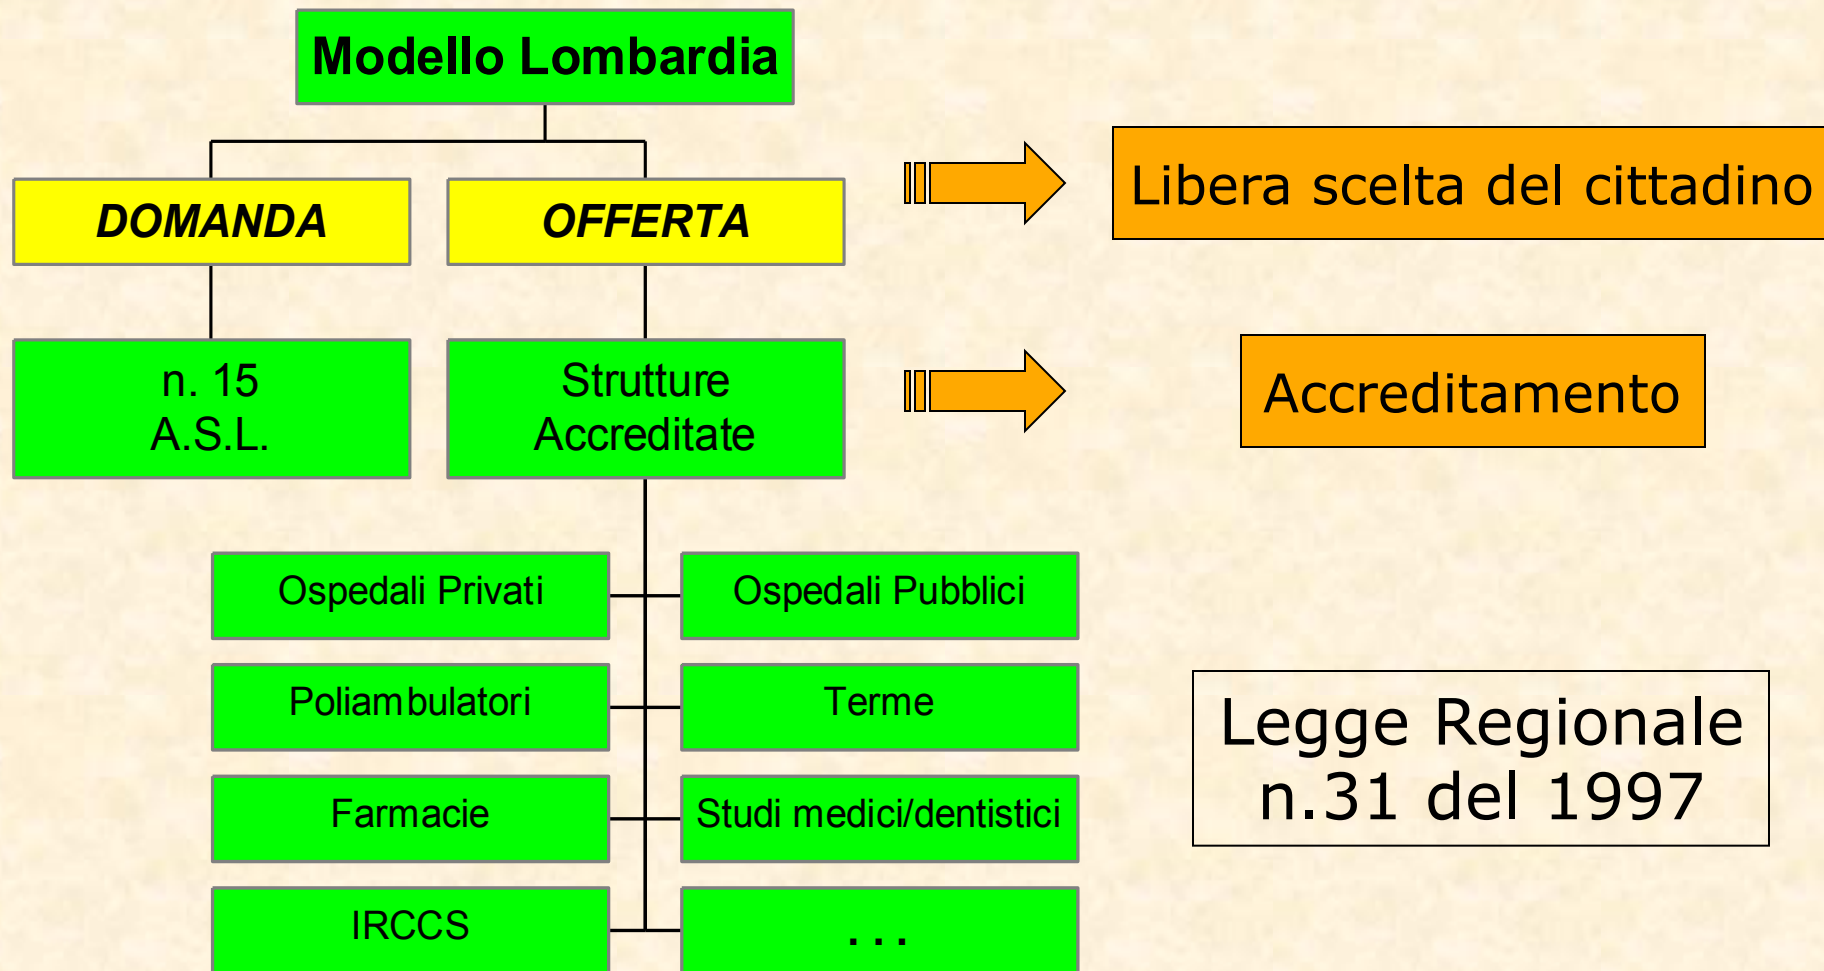 Modello Lombardia
DOMANDA
OFFERTA
Libera scelta del cittadino
n. 15
A.S.L.
Strutture
Accreditate
Accreditamento
Ospedali Privati
Ospedali Pubblici
Poliambulatori
Terme
Farmacie
Studi medici/dentistici
IRCCS
. . .
Legge Regionale
n.31 del 1997